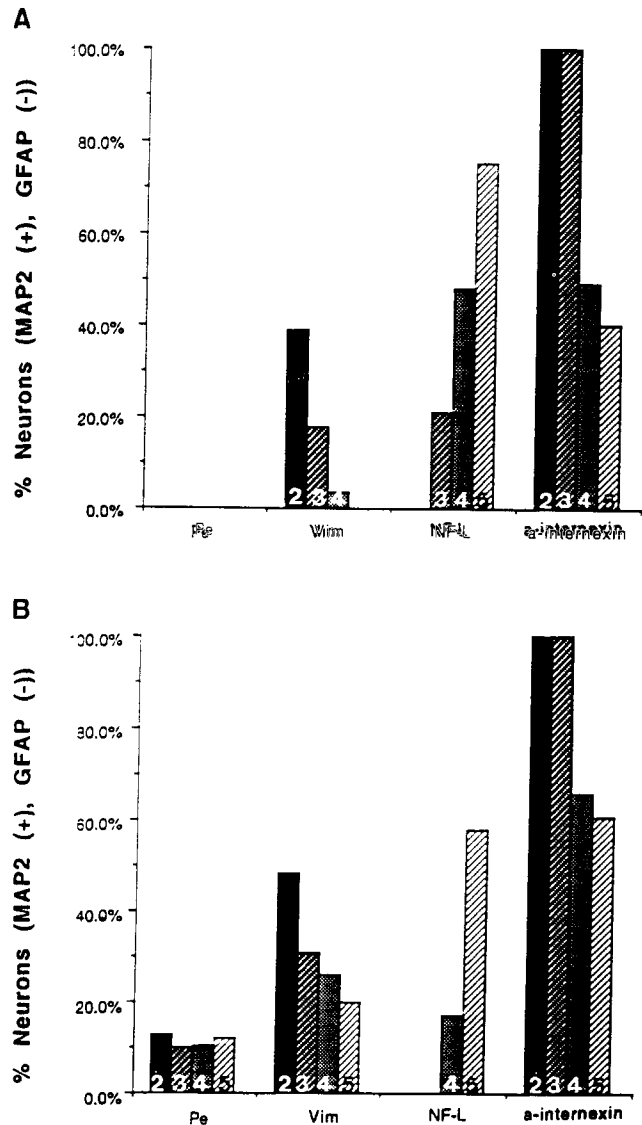 A
% Neurons (MAP2 (+), GFAP (-))
100.0%
80.0%
60.0%
40.0%
20.0%
0.0%
2 3 4
3 4 5
2 3 4 5
Pe Vim NF-L a-internexin
B
% Neurons (MAP2 (+), GFAP (-))
100.0%
80.0%
60.0%
40.0%
20.0%
0.0%
2 3 4 5
2 3 4 5
4 5
2 3 4 5
Pe Vim NF-L a-internexin